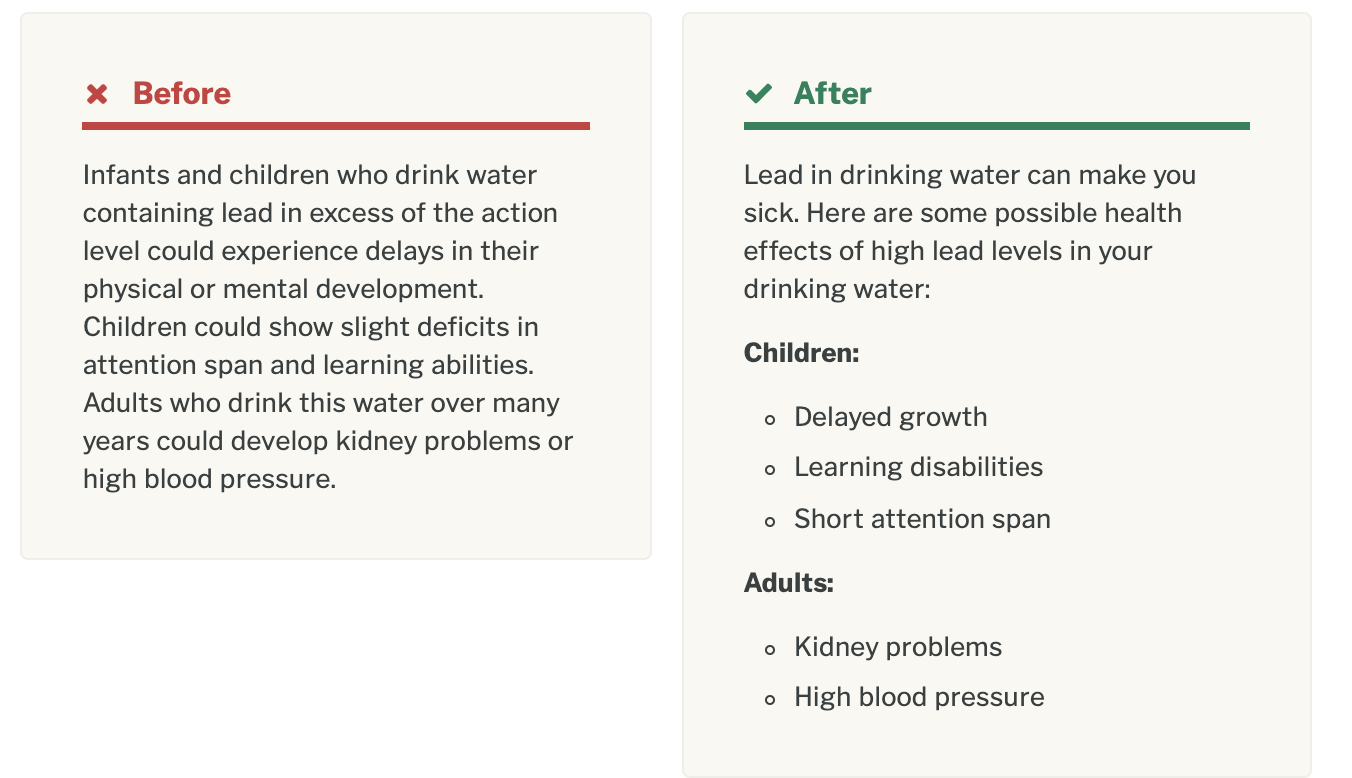 Before
Infants and children who drink water
containing lead in excess of the action
level could experience delays in their
physical or mental development.
Children could show slight deficits in
attention span and learning abilities.
Adults who drink this water over many
years could develop kidney problems or
high blood pressure.
After
Lead in drinking water can make you
sick. Here are some possible health
effects of high lead levels in your
drinking water:
Children:
Delayed growth
Learning disabilities
Short attention span
Adults:
Kidney problems
High blood pressure